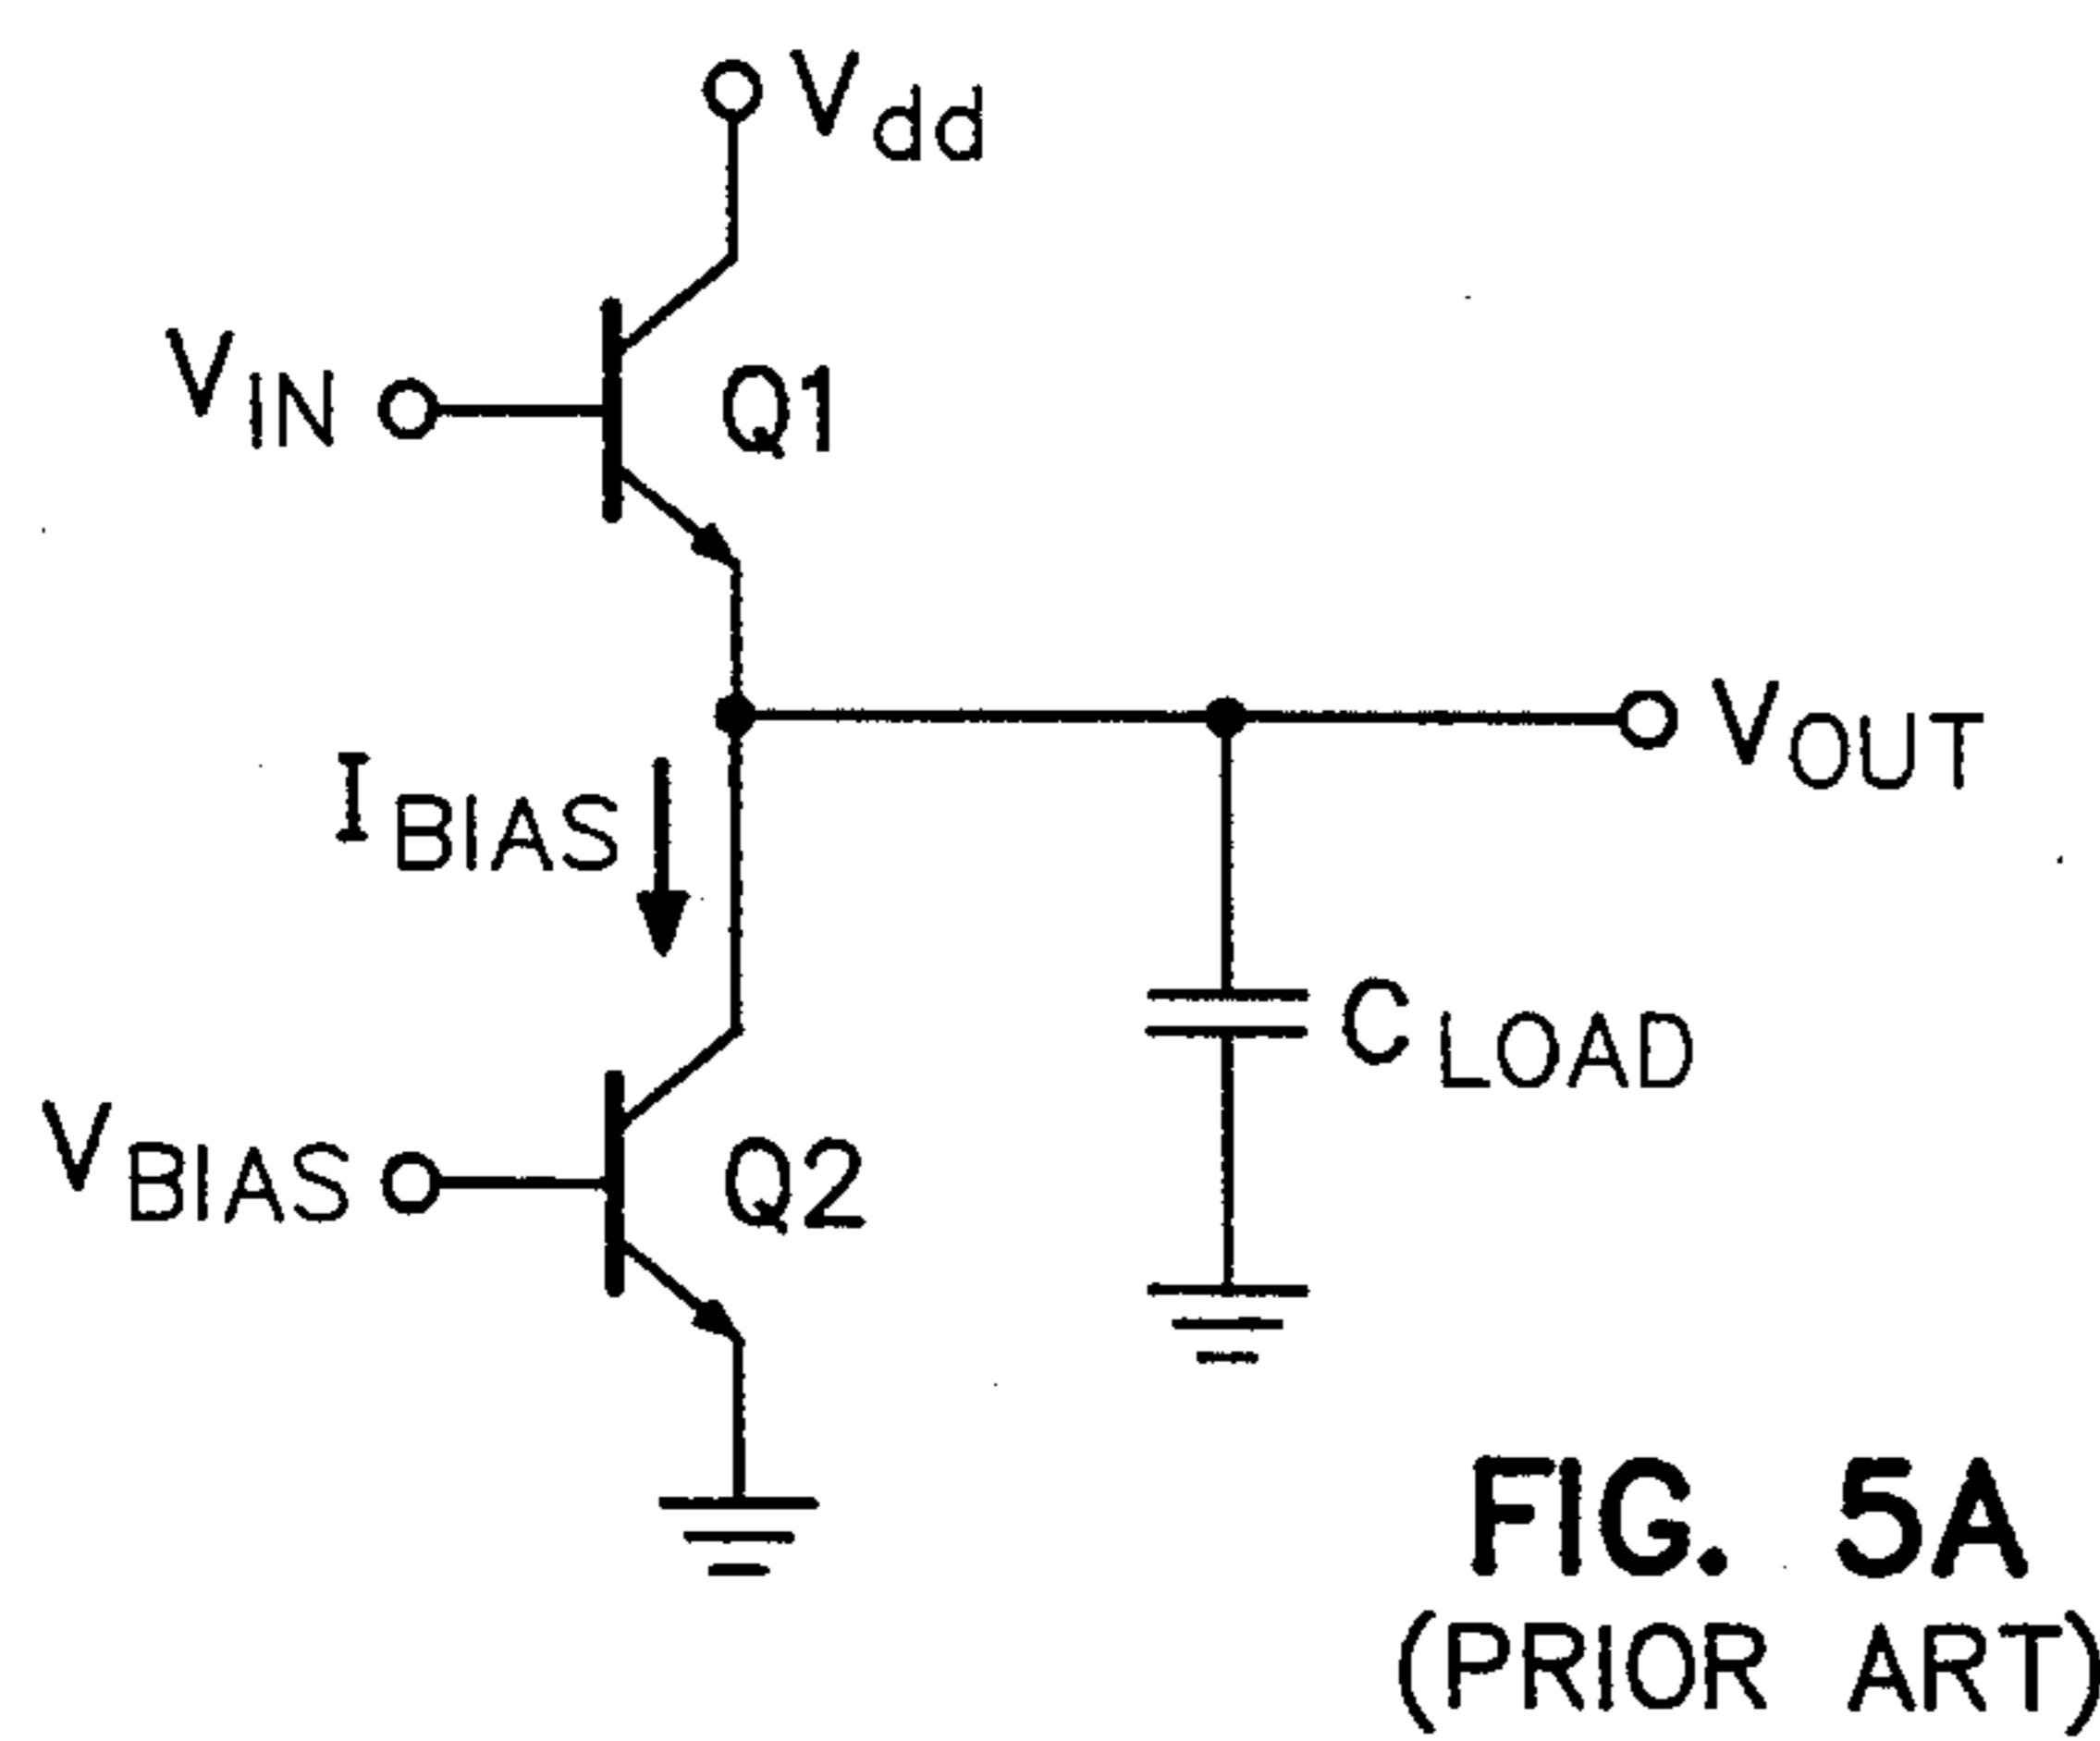 Vdd
VIN
Q1
VOUT
IBIAS
CLOAD
VBIAS
Q2
FIG. 5A
(PRIOR ART)